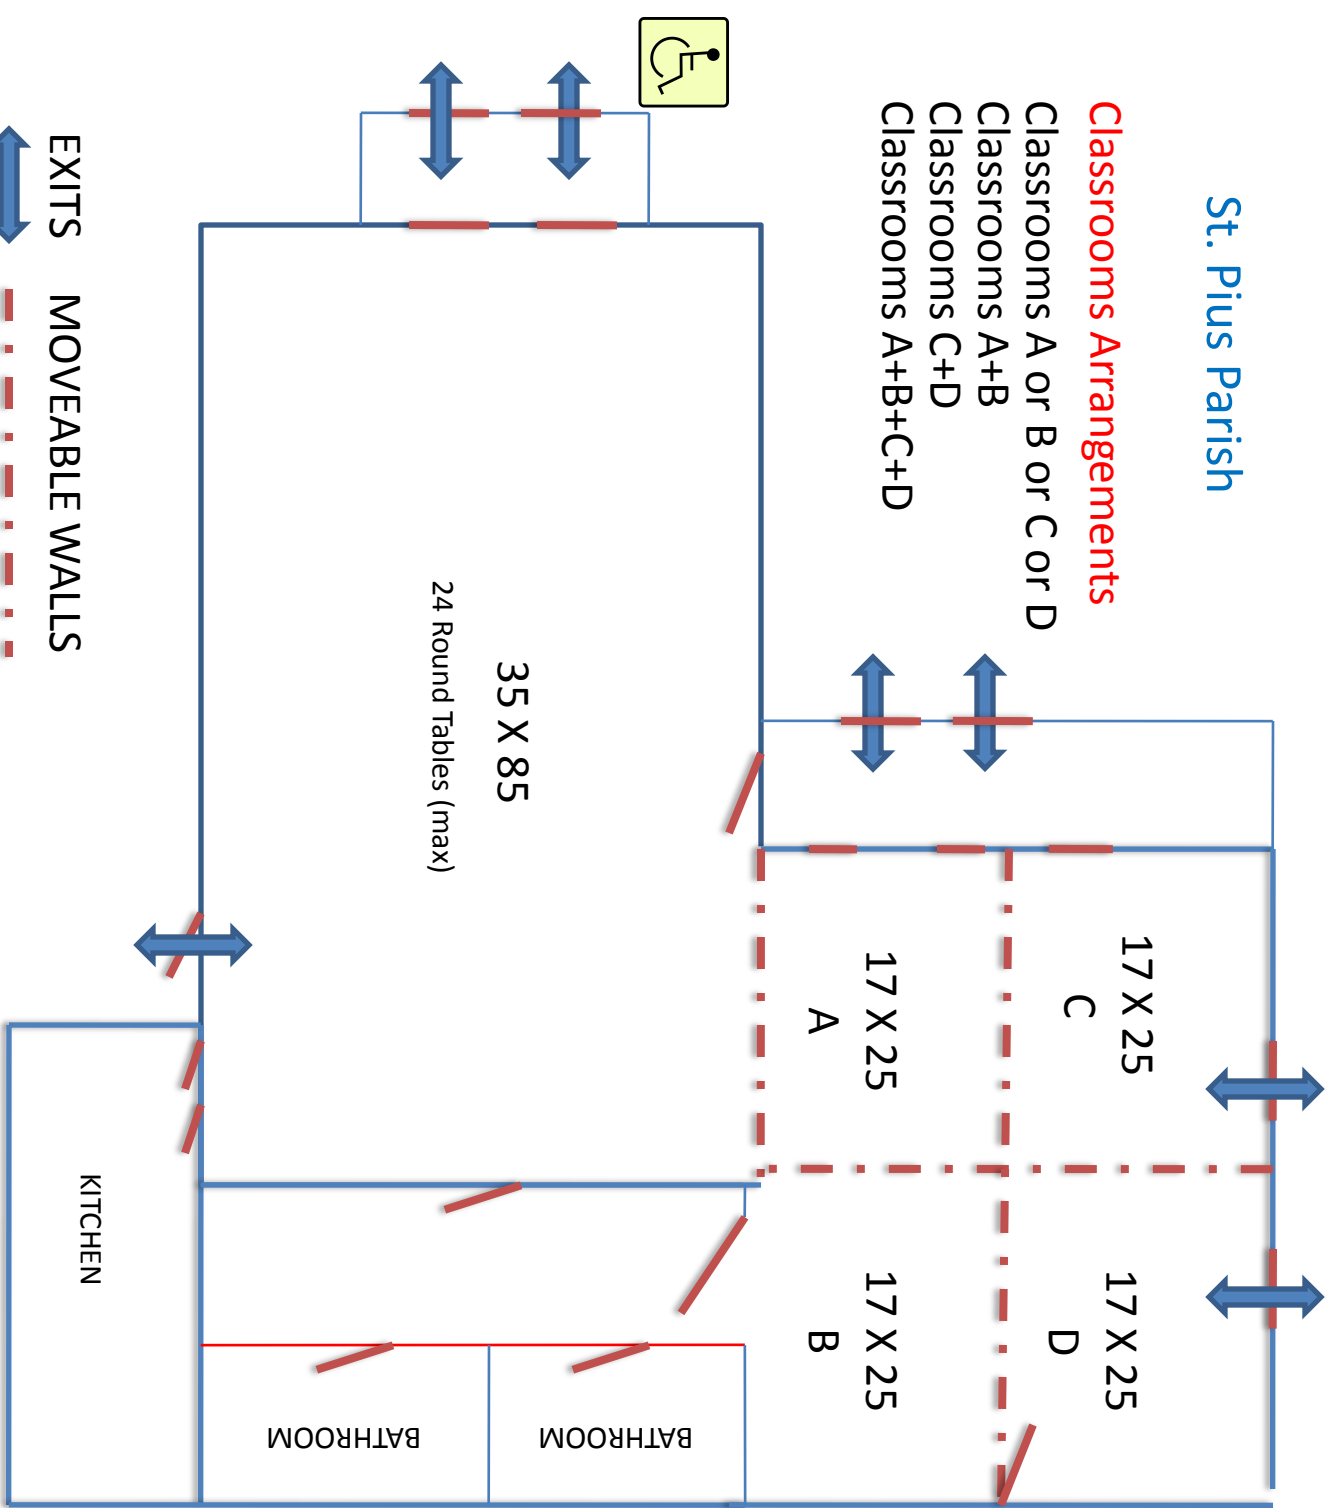 St. Pius Parish
Classrooms Arrangements
Classrooms A or B or C or D
Classrooms A+B
Classrooms C+D
Classrooms A+B+C+D
17 X 25
C
17 X 25
D
17 X 25
A
17 X 25
B
35 X 85
24 Round Tables (max)
BATHROOM
BATHROOM
KITCHEN
EXITS
MOVEABLE WALLS